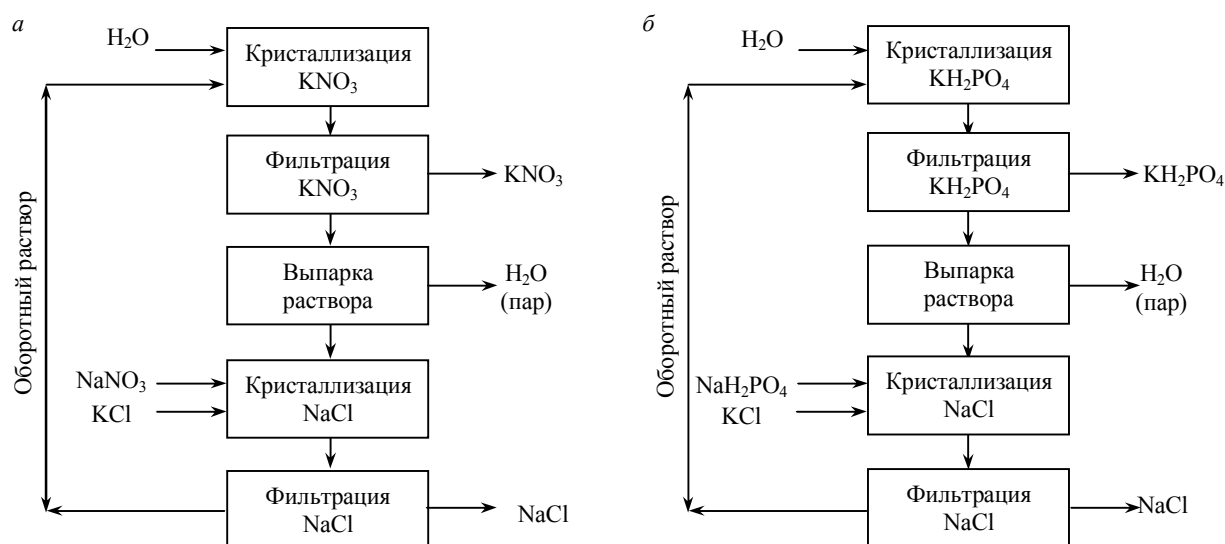 а
H₂O
Кристаллизация
KNO₃
Фильтрация
KNO₃
KNO₃
Выпарка
раствора
H₂O
(пар)
Оборотный раствор
NaNO₃
KCl
Кристаллизация
NaCl
Фильтрация
NaCl
NaCl
б
H₂O
Кристаллизация
KH₂PO₄
Фильтрация
KH₂PO₄
KH₂PO₄
Выпарка
раствора
H₂O
(пар)
Оборотный раствор
NaH₂PO₄
KCl
Кристаллизация
NaCl
Фильтрация
NaCl
NaCl